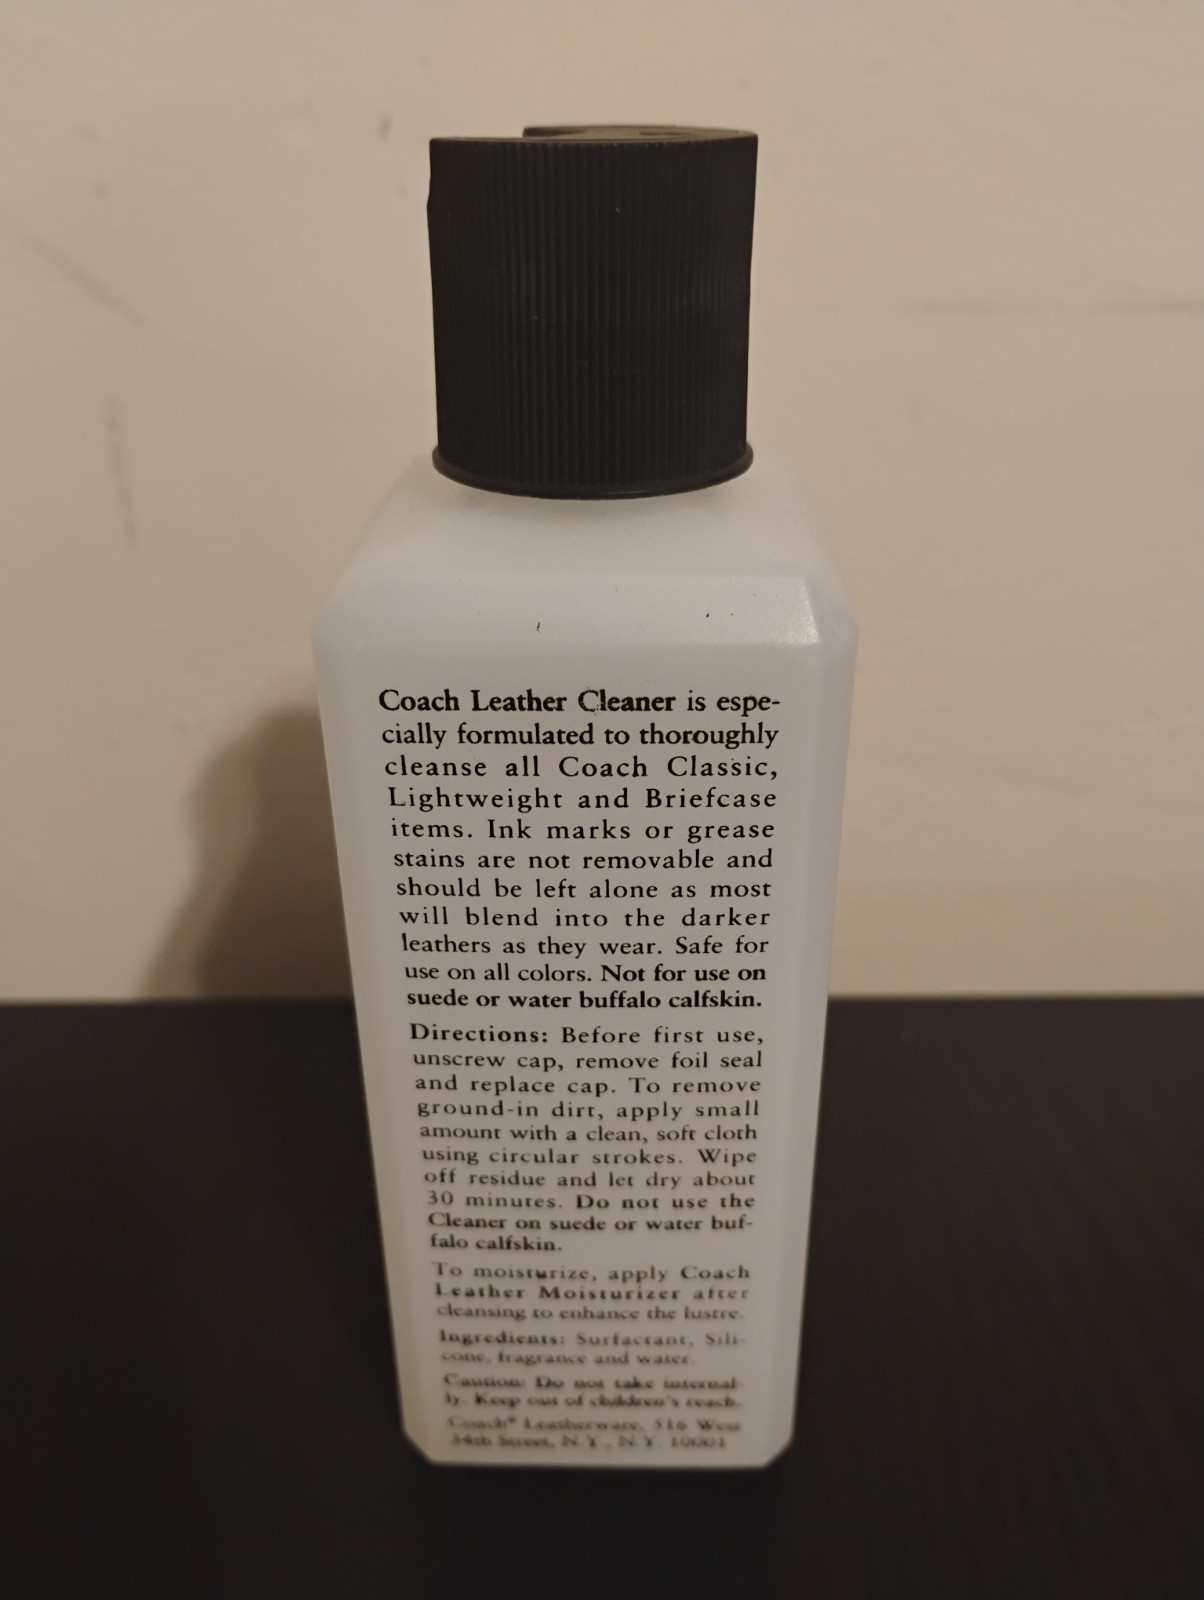 Coach Leather Cleaner is espe-
cially formulated to thoroughly
cleanse all Coach Classic,
Lightweight and Briefcase
items. Ink marks or grease
stains are not removable and
should be left alone as most
will blend into the darker
leathers as they wear. Safe for
use on all colors. Not for use on
suede or water buffalo calfskin.
Directions: Before first use,
unscrew cap, remove foil seal
and replace cap. To remove
ground-in dirt, apply small
amount with a clean, soft cloth
using circular strokes. Wipe
off residue and let dry about
30 minutes. Do not use the
Cleaner on suede or water buf-
falo calfskin.
To moisturize, apply Coach
Leather Moisturizer after
cleansing to enhance the lustre.
Ingredients: Surfactant, Sili-
cone, fragrance and water.
Caution: Do not take internal-
ly. Keep out of children's reach.
Coach® Leatherware, 516 West
34th Street, N.Y., N.Y. 10001